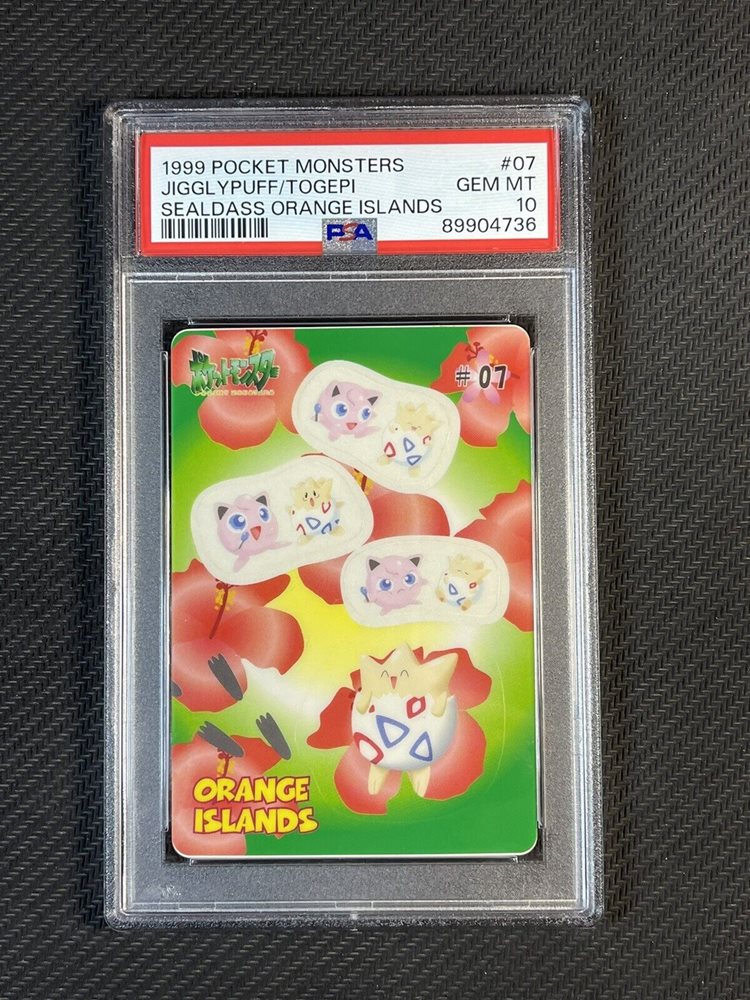 1999 POCKET MONSTERS #07
JIGGLYPUFF/TOGEPI GEM MT
SEALDASS ORANGE ISLANDS 10
PSA 89904736
ポケットモンスター
# 07
ORANGE
ISLANDS